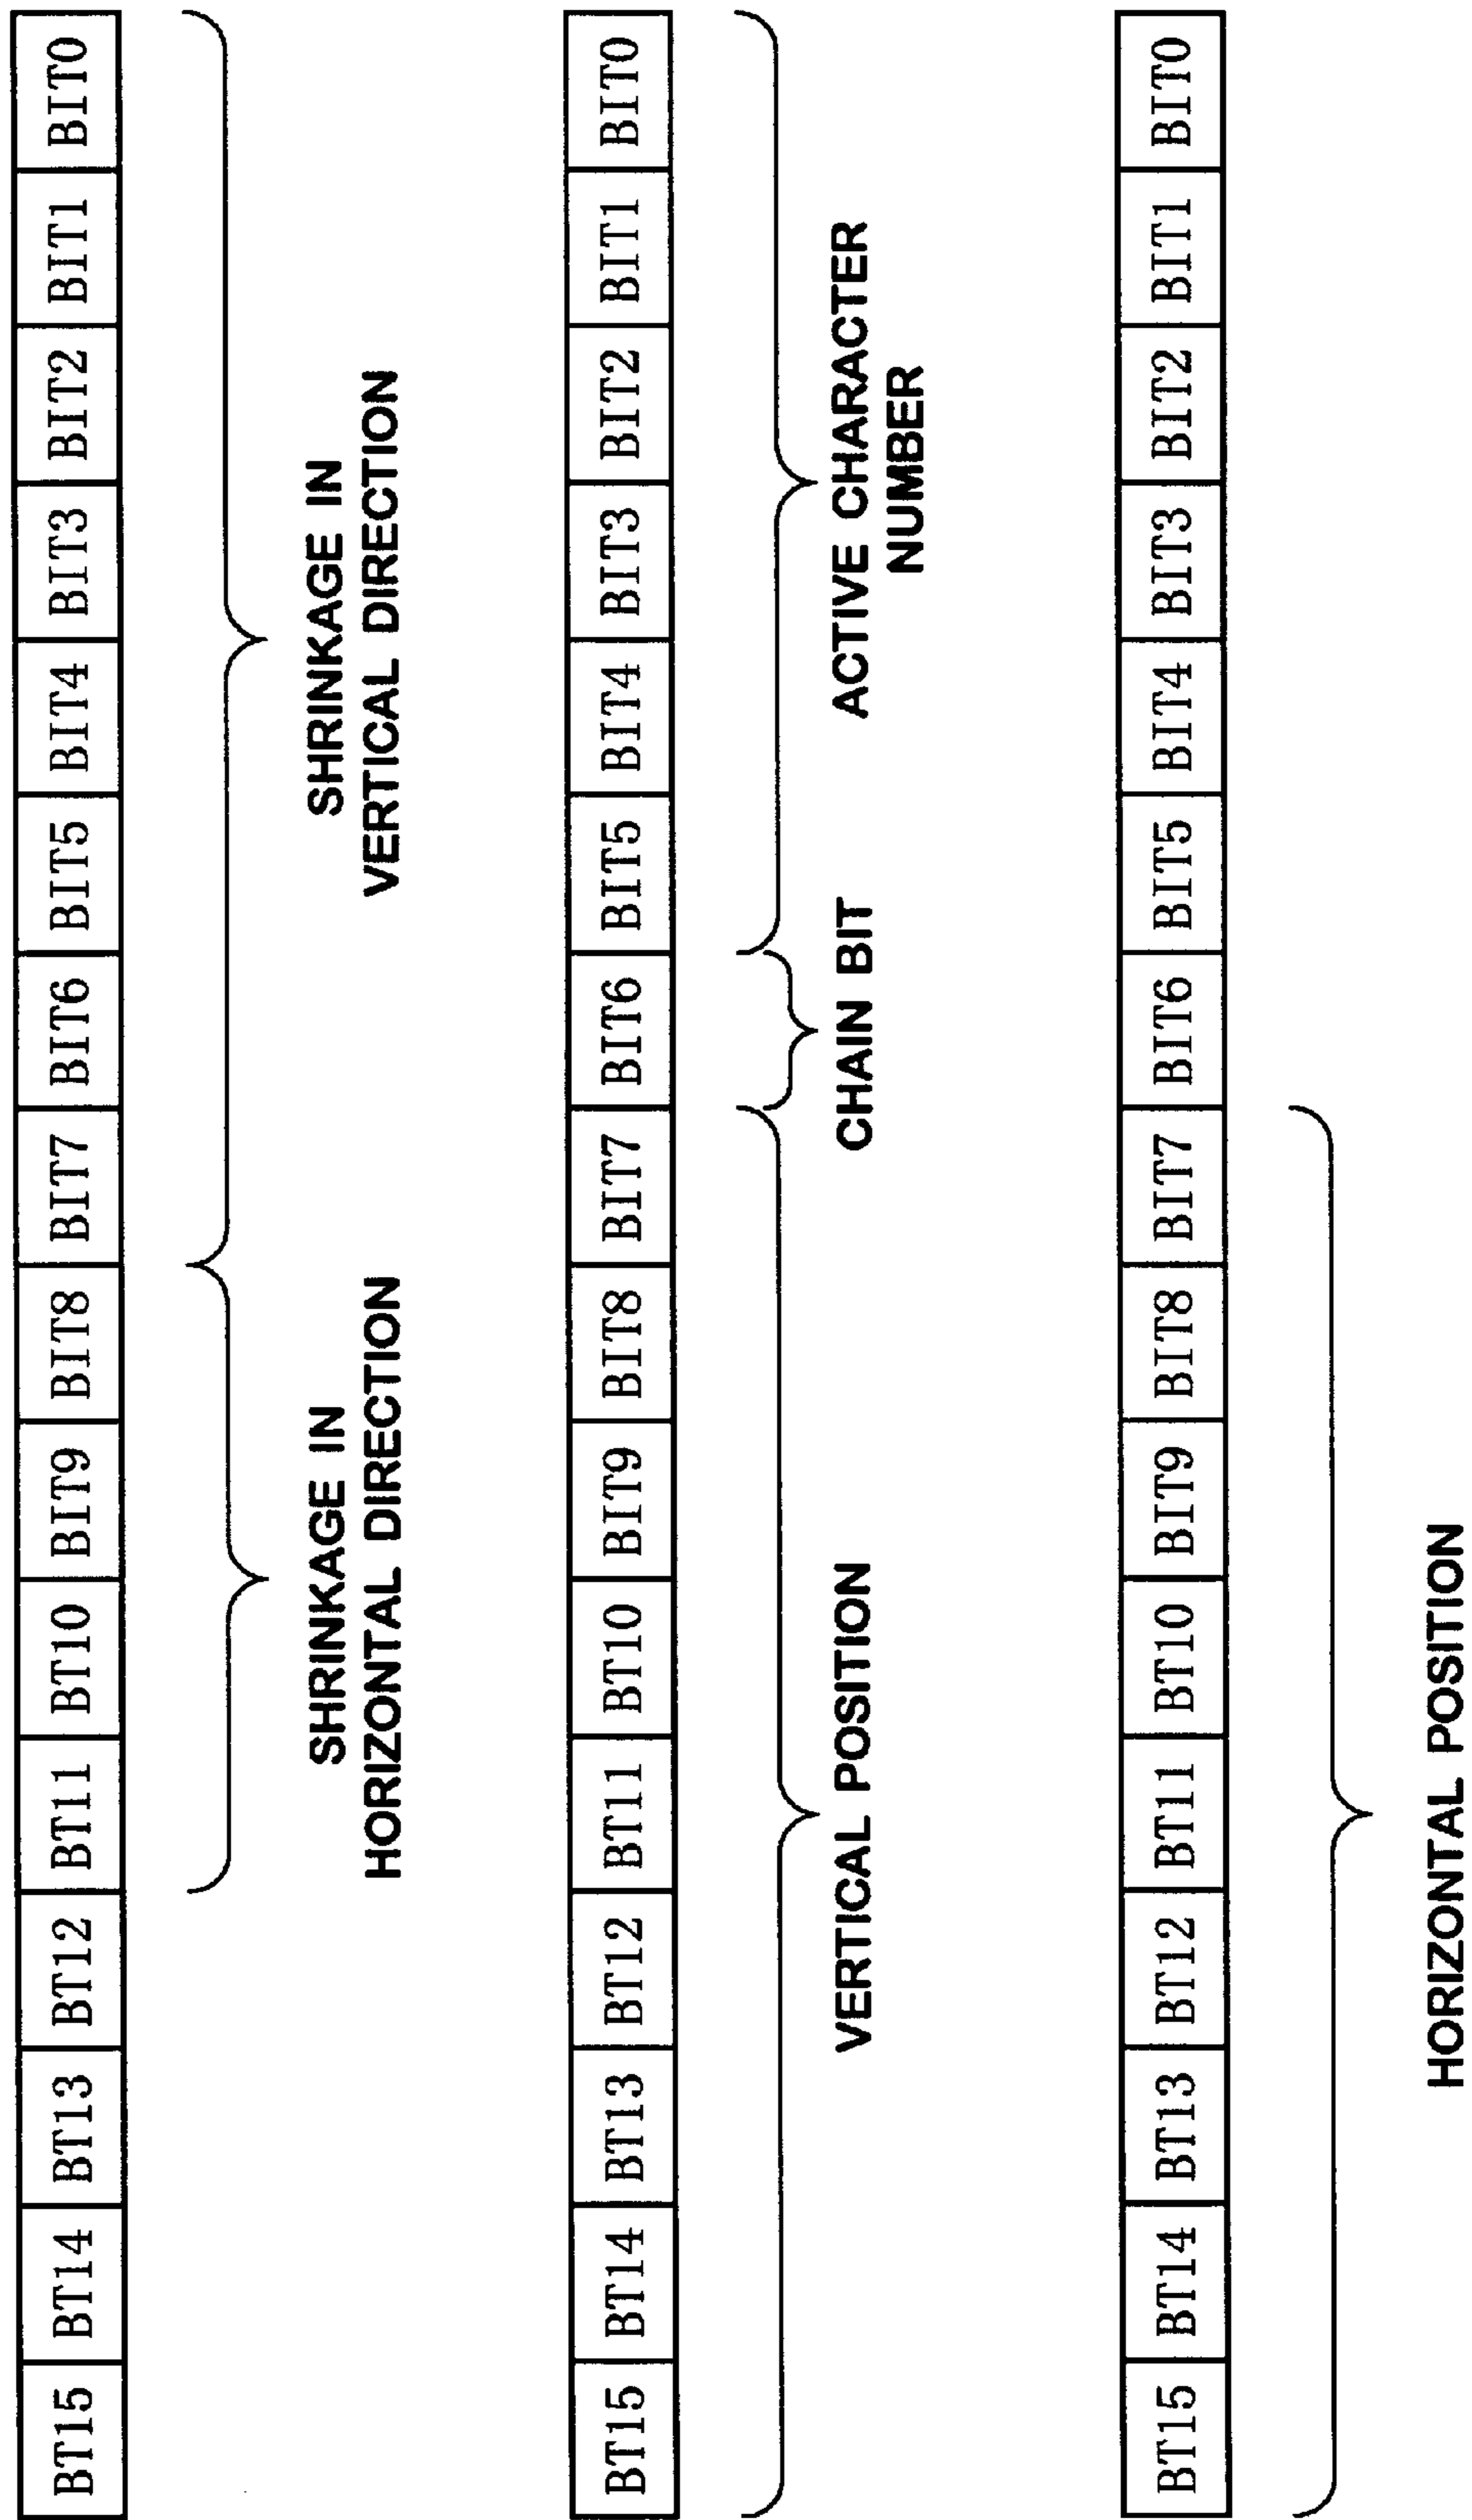 BT15 BT14 BT13 BT12 BT11 BT10 BIT9 BIT8 BIT7 BIT6 BIT5 BIT4 BIT3 BIT2 BIT1 BIT0
SHRINKAGE IN
HORIZONTAL DIRECTION
SHRINKAGE IN
VERTICAL DIRECTION
BT15 BT14 BT13 BT12 BT11 BT10 BIT9 BIT8 BIT7 BIT6 BIT5 BIT4 BIT3 BIT2 BIT1 BIT0
VERTICAL POSITION
CHAIN BIT
ACTIVE CHARACTER
NUMBER
BT15 BT14 BT13 BT12 BT11 BT10 BIT9 BIT8 BIT7 BIT6 BIT5 BIT4 BIT3 BIT2 BIT1 BIT0
HORIZONTAL POSITION